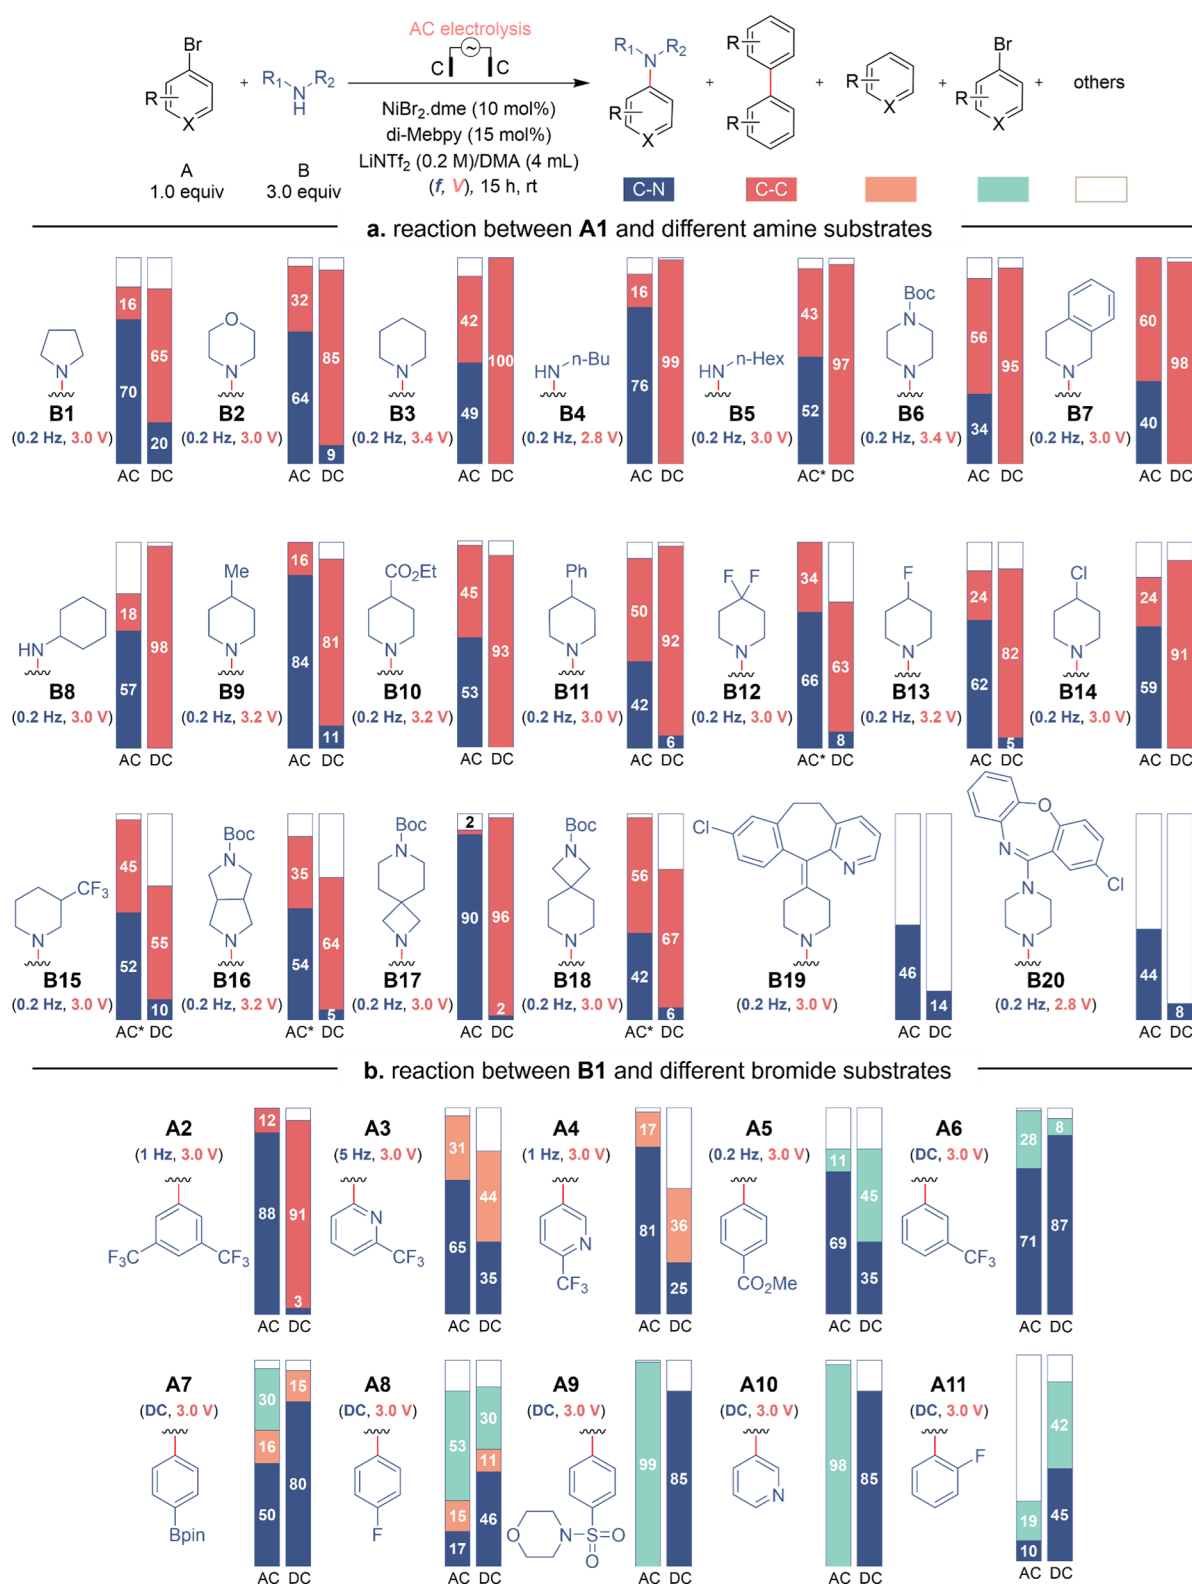 AC electrolysis
Br
R
X
A
1.0 equiv
+
R1 N R2
H
B
3.0 equiv
~
C C
NiBr2.dme (10 mol%)
di-Mebpy (15 mol%)
LiNTf2 (0.2 M)/DMA (4 mL)
(f, V), 15 h, rt
R1 N R2
R
X
+
R
R
+
R
X
+
Br
R
X
+
others
C-N
C-C
a. reaction between A1 and different amine substrates
N
B1
(0.2 Hz, 3.0 V)
16
70
65
20
AC DC
O
N
B2
(0.2 Hz, 3.0 V)
32
64
85
9
AC DC
N
B3
(0.2 Hz, 3.4 V)
42
49
100
AC DC
HN n-Bu
B4
(0.2 Hz, 2.8 V)
16
76
99
AC DC
HN n-Hex
B5
(0.2 Hz, 3.0 V)
43
52
97
AC* DC
Boc
N
N
B6
(0.2 Hz, 3.4 V)
56
34
95
AC DC
N
B7
(0.2 Hz, 3.0 V)
60
40
98
AC DC
HN
B8
(0.2 Hz, 3.0 V)
18
57
98
AC DC
Me
N
B9
(0.2 Hz, 3.2 V)
16
84
81
11
AC DC
CO2Et
N
B10
(0.2 Hz, 3.2 V)
45
53
93
AC DC
Ph
N
B11
(0.2 Hz, 3.0 V)
50
42
92
6
AC DC
F F
N
B12
(0.2 Hz, 3.0 V)
34
66
63
8
AC* DC
F
N
B13
(0.2 Hz, 3.2 V)
24
62
82
5
AC DC
Cl
N
B14
(0.2 Hz, 3.0 V)
24
59
91
AC DC
CF3
N
B15
(0.2 Hz, 3.0 V)
45
52
55
10
AC* DC
Boc
N
N
B16
(0.2 Hz, 3.2 V)
35
54
64
5
AC* DC
Boc
N
N
B17
(0.2 Hz, 3.0 V)
2
90
96
2
AC DC
Boc
N
N
B18
(0.2 Hz, 3.0 V)
56
42
67
6
AC* DC
Cl
N
N
B19
(0.2 Hz, 3.0 V)
46
14
AC DC
O
N
Cl
N
N
B20
(0.2 Hz, 2.8 V)
44
8
AC DC
b. reaction between B1 and different bromide substrates
A2
(1 Hz, 3.0 V)
F3C CF3
12
88
91
3
AC DC
A3
(5 Hz, 3.0 V)
N
CF3
31
65
44
35
AC DC
A4
(1 Hz, 3.0 V)
N
CF3
17
81
36
25
AC DC
A5
(0.2 Hz, 3.0 V)
CO2Me
11
69
45
35
AC DC
A6
(DC, 3.0 V)
CF3
28
71
8
87
AC DC
A7
(DC, 3.0 V)
Bpin
30
16
50
15
80
AC DC
A8
(DC, 3.0 V)
F
53
15
17
30
11
46
AC DC
A9
(DC, 3.0 V)
O N S O
O
99
85
AC DC
A10
(DC, 3.0 V)
N
98
85
AC DC
A11
(DC, 3.0 V)
F
19
10
42
45
AC DC